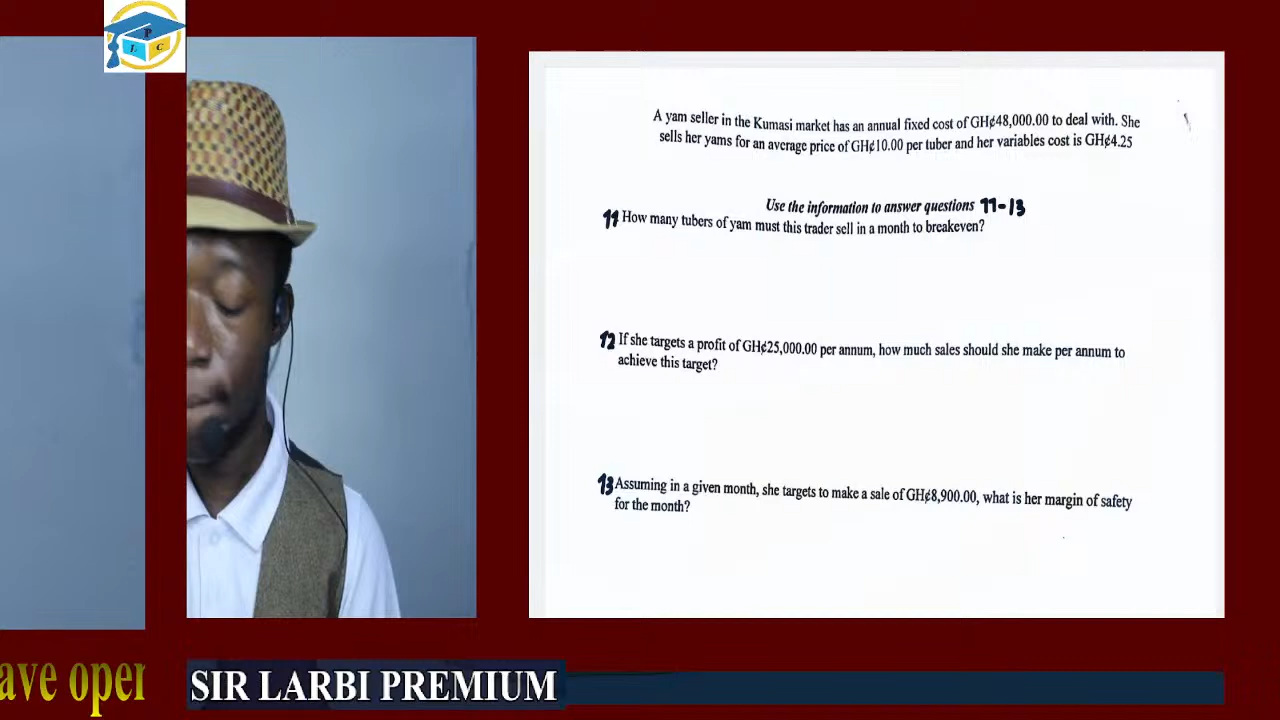 P
L C
A yam seller in the Kumasi market has an annual fixed cost of GH¢48,000.00 to deal with. She
sells her yams for an average price of GH¢10.00 per tuber and her variables cost is GH¢4.25
Use the information to answer questions 11-13
11 How many tubers of yam must this trader sell in a month to breakeven?
12 If she targets a profit of GH¢25,000.00 per annum, how much sales should she make per annum to
achieve this target?
13 Assuming in a given month, she targets to make a sale of GH¢8,900.00, what is her margin of safety
for the month?
ave oper
SIR LARBI PREMIUM